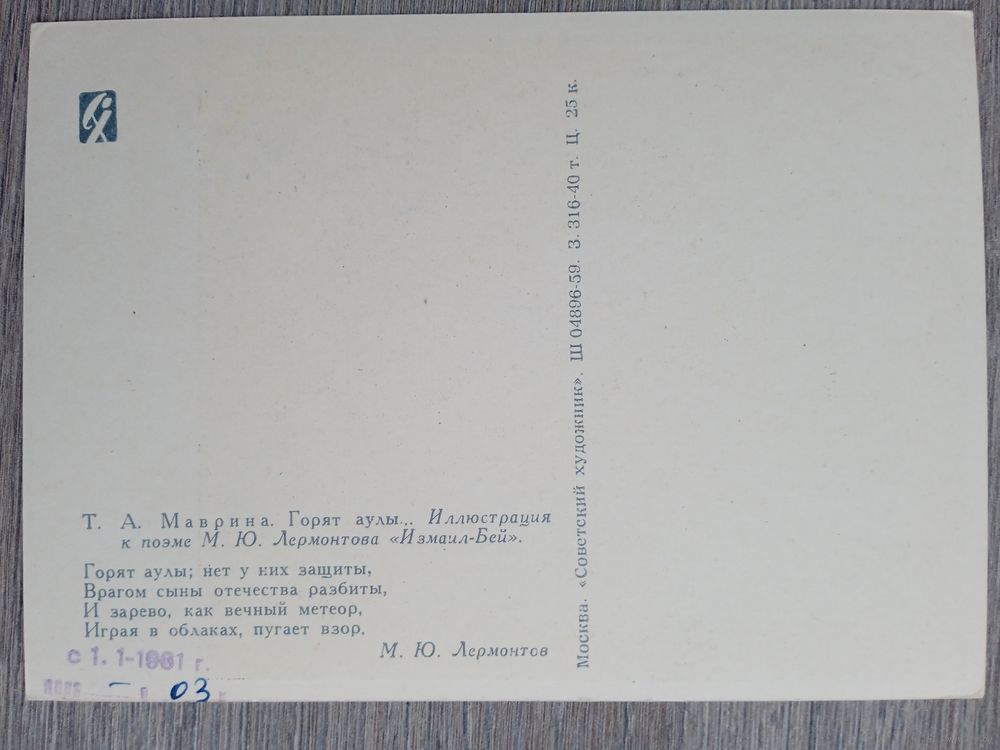 Т. А. Маврина. Горят аулы... Иллюстрация
к поэме М. Ю. Лермонтова «Измаил-Бей».
Горят аулы; нет у них защиты,
Врагом сыны отечества разбиты,
И зарево, как вечный метеор,
Играя в облаках, пугает взор.
М. Ю. Лермонтов
с 1. 1-1961 г.
03
Москва. «Советский художник». Ш 04896-59. З. 316-40 т. Ц. 25 к.